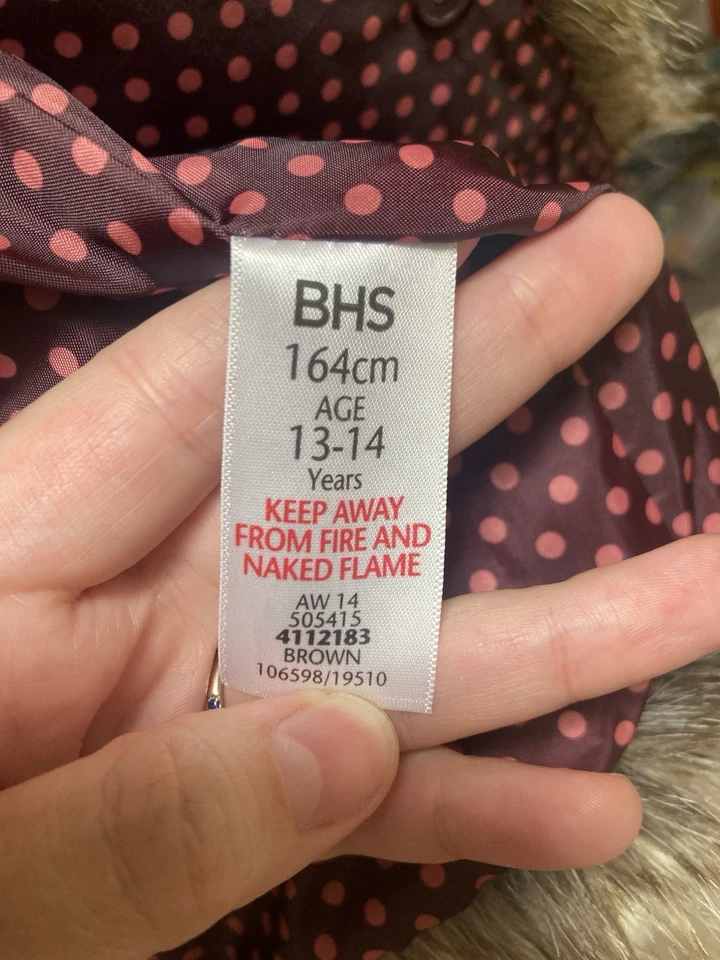 BHS
164cm
AGE
13-14
Years
KEEP AWAY
FROM FIRE AND
NAKED FLAME
AW 14
505415
4112183
BROWN
106598/19510